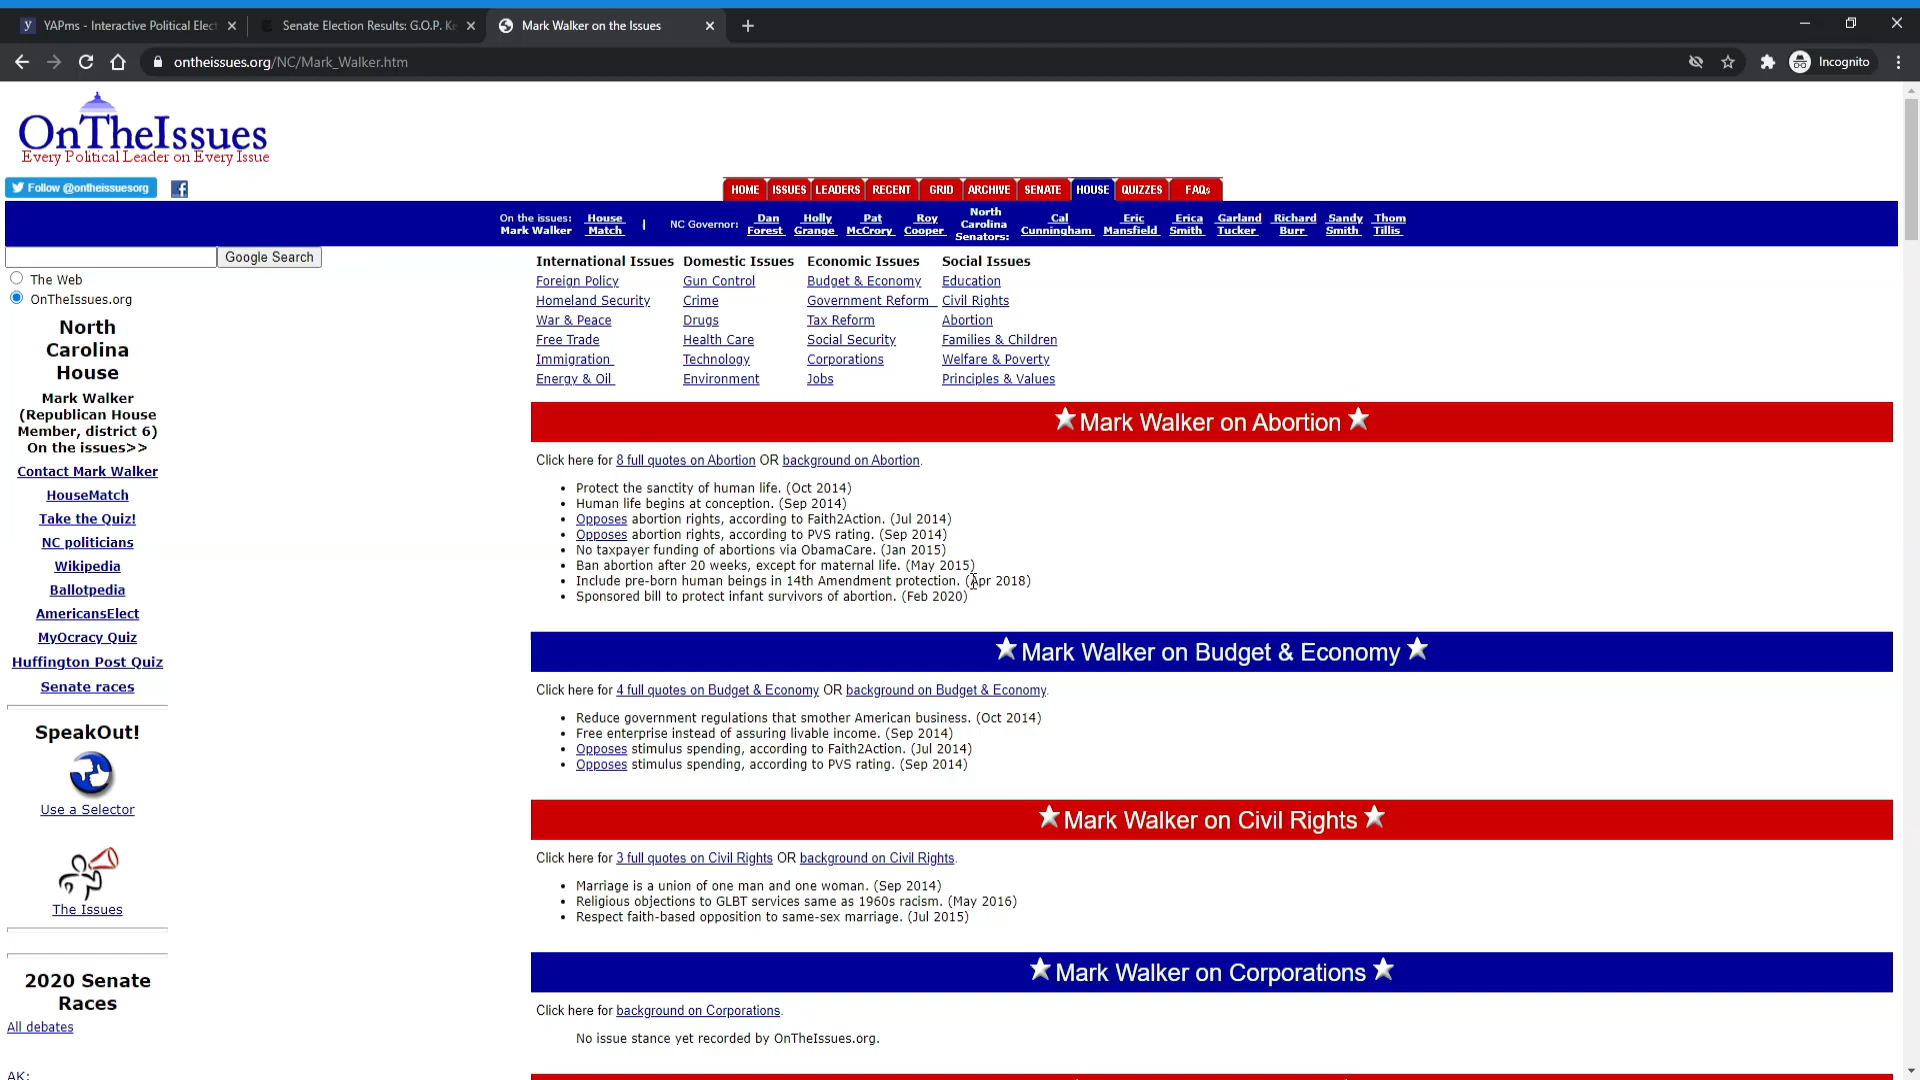 YAPms - Interactive Political Elect
Senate Election Results: G.O.P. Ke
Mark Walker on the Issues
ontheissues.org/NC/Mark_Walker.htm
Incognito
OnTheIssues
Every Political Leader on Every Issue
Follow @ontheissuesorg
HOME ISSUES LEADERS RECENT GRID ARCHIVE SENATE HOUSE QUIZZES FAQs
On the issues: Mark Walker
House Match
|
NC Governor:
Dan Forest
Holly Grange
Pat McCrory
Roy Cooper
North Carolina Senators:
Cal Cunningham
Eric Mansfield
Erica Smith
Garland Tucker
Richard Burr
Sandy Smith
Thom Tillis
Google Search
The Web
OnTheIssues.org
North
Carolina
House
Mark Walker
(Republican House
Member, district 6)
On the issues>>
Contact Mark Walker
HouseMatch
Take the Quiz!
NC politicians
Wikipedia
Ballotpedia
AmericansElect
MyOcracy Quiz
Huffington Post Quiz
Senate races
SpeakOut!
Use a Selector
The Issues
2020 Senate
Races
All debates
AK:
International Issues Domestic Issues Economic Issues Social Issues
Foreign Policy Gun Control Budget & Economy Education
Homeland Security Crime Government Reform Civil Rights
War & Peace Drugs Tax Reform Abortion
Free Trade Health Care Social Security Families & Children
Immigration Technology Corporations Welfare & Poverty
Energy & Oil Environment Jobs Principles & Values
Mark Walker on Abortion
Click here for 8 full quotes on Abortion OR background on Abortion.
• Protect the sanctity of human life. (Oct 2014)
• Human life begins at conception. (Sep 2014)
• Opposes abortion rights, according to Faith2Action. (Jul 2014)
• Opposes abortion rights, according to PVS rating. (Sep 2014)
• No taxpayer funding of abortions via ObamaCare. (Jan 2015)
• Ban abortion after 20 weeks, except for maternal life. (May 2015)
• Include pre-born human beings in 14th Amendment protection. (Apr 2018)
• Sponsored bill to protect infant survivors of abortion. (Feb 2020)
Mark Walker on Budget & Economy
Click here for 4 full quotes on Budget & Economy OR background on Budget & Economy.
• Reduce government regulations that smother American business. (Oct 2014)
• Free enterprise instead of assuring livable income. (Sep 2014)
• Opposes stimulus spending, according to Faith2Action. (Jul 2014)
• Opposes stimulus spending, according to PVS rating. (Sep 2014)
Mark Walker on Civil Rights
Click here for 3 full quotes on Civil Rights OR background on Civil Rights.
• Marriage is a union of one man and one woman. (Sep 2014)
• Religious objections to GLBT services same as 1960s racism. (May 2016)
• Respect faith-based opposition to same-sex marriage. (Jul 2015)
Mark Walker on Corporations
Click here for background on Corporations.
No issue stance yet recorded by OnTheIssues.org.